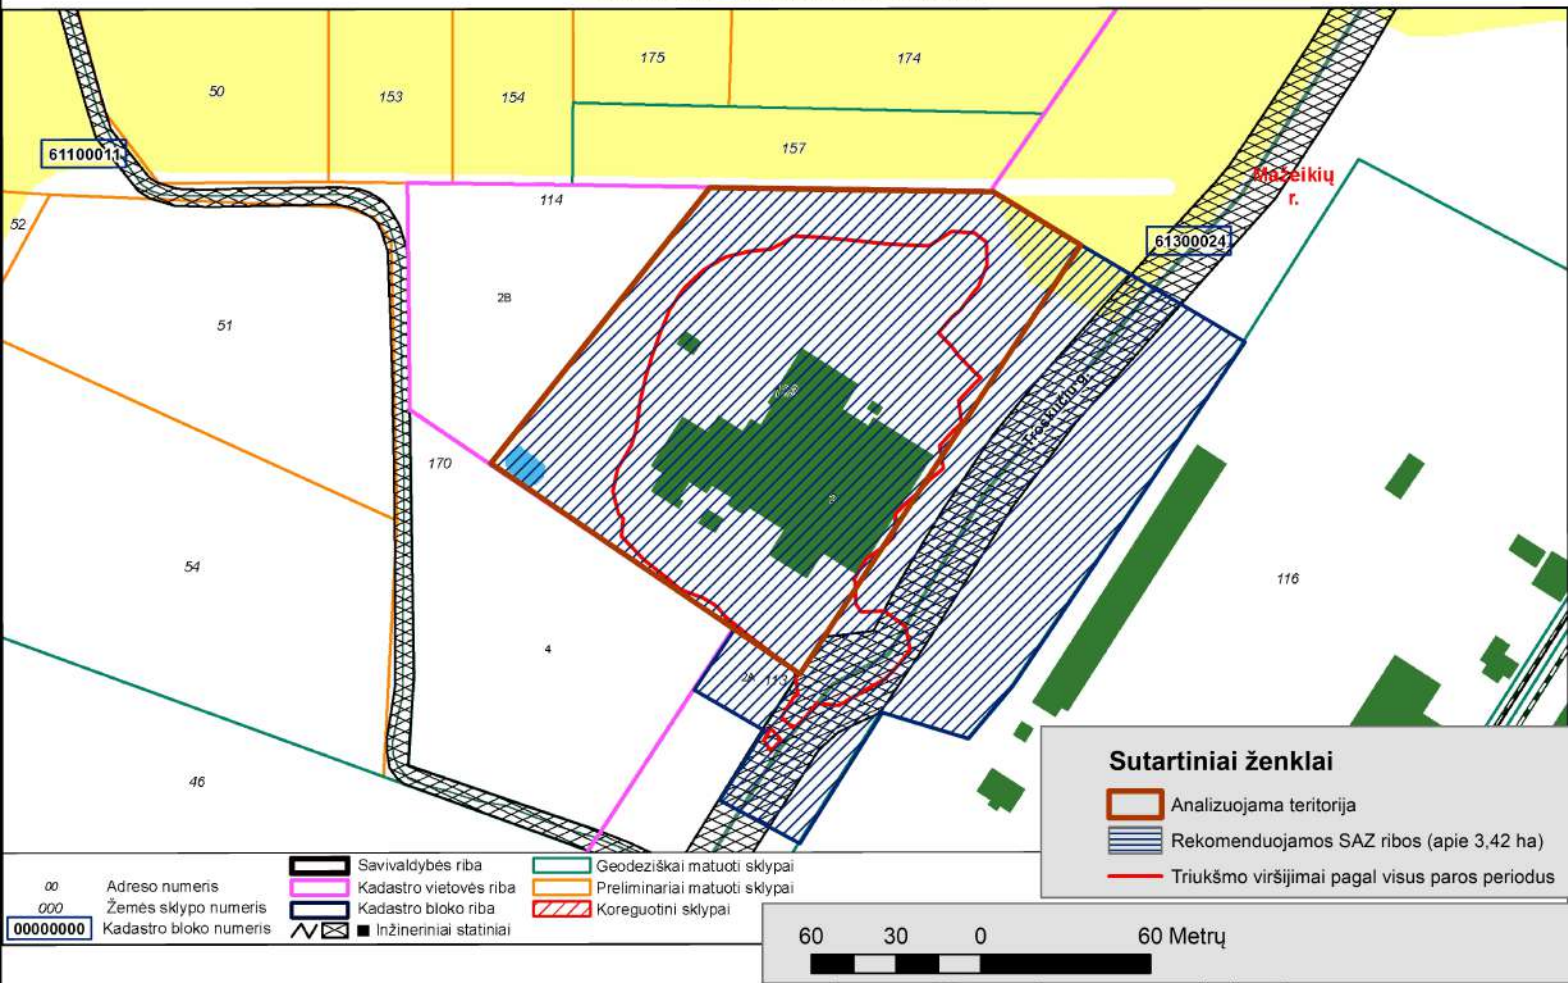 175
174
50
153
154
157
61100011
Mažeikių
r.
114
52
61300024
2B
51
Troškučių g.
170
2
54
116
4
2A 113
46
Sutartiniai ženklai
Analizuojama teritorija
Rekomenduojamos SAZ ribos (apie 3,42 ha)
Triukšmo viršijimai pagal visus paros periodus
00 Adreso numeris
000 Žemės sklypo numeris
00000000 Kadastro bloko numeris
Savivaldybės riba
Kadastro vietovės riba
Kadastro bloko riba
Inžineriniai statiniai
Geodeziškai matuoti sklypai
Preliminariai matuoti sklypai
Koreguotini sklypai
60 30 0 60 Metrų